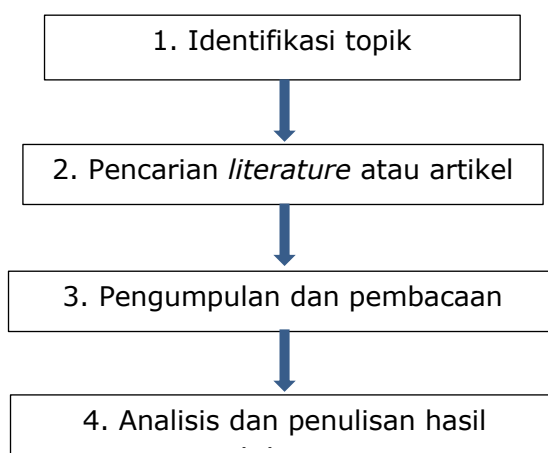 1. Identifikasi topik
2. Pencarian literature atau artikel
3. Pengumpulan dan pembacaan
4. Analisis dan penulisan hasil